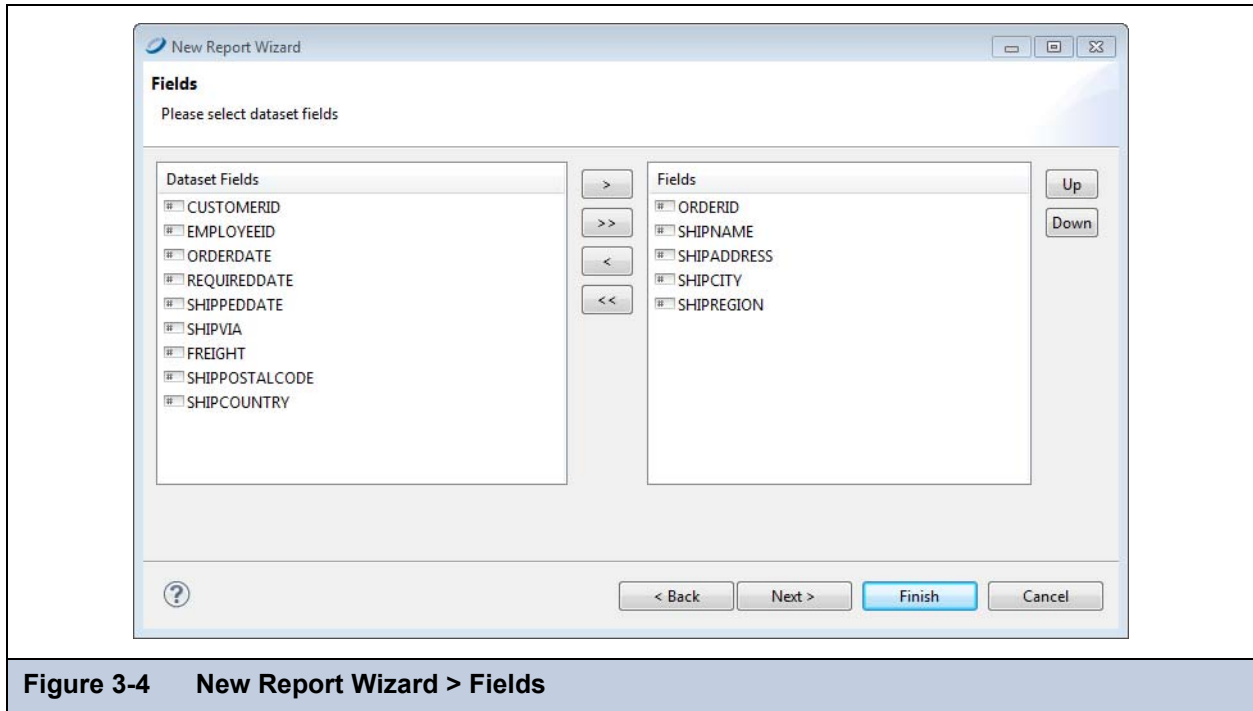 New Report Wizard
Fields
Please select dataset fields
Dataset Fields
CUSTOMERID
EMPLOYEEID
ORDERDATE
REQUIREDDATE
SHIPPEDDATE
SHIPVIA
FREIGHT
SHIPPOSTALCODE
SHIPCOUNTRY
>
>>
<
<<
Fields
ORDERID
SHIPNAME
SHIPADDRESS
SHIPCITY
SHIPREGION
Up
Down
?
< Back
Next >
Finish
Cancel
Figure 3-4 New Report Wizard > Fields